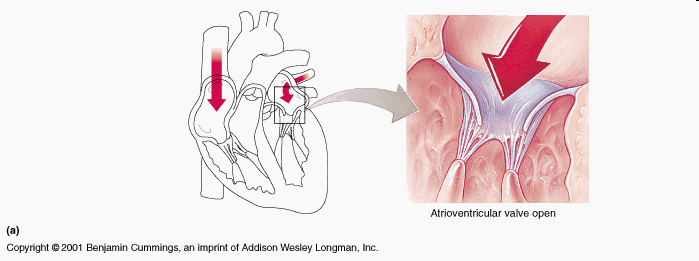 Atrioventricular valve open
(a)
Copyright © 2001 Benjamin Cummings, an imprint of Addison Wesley Longman, Inc.